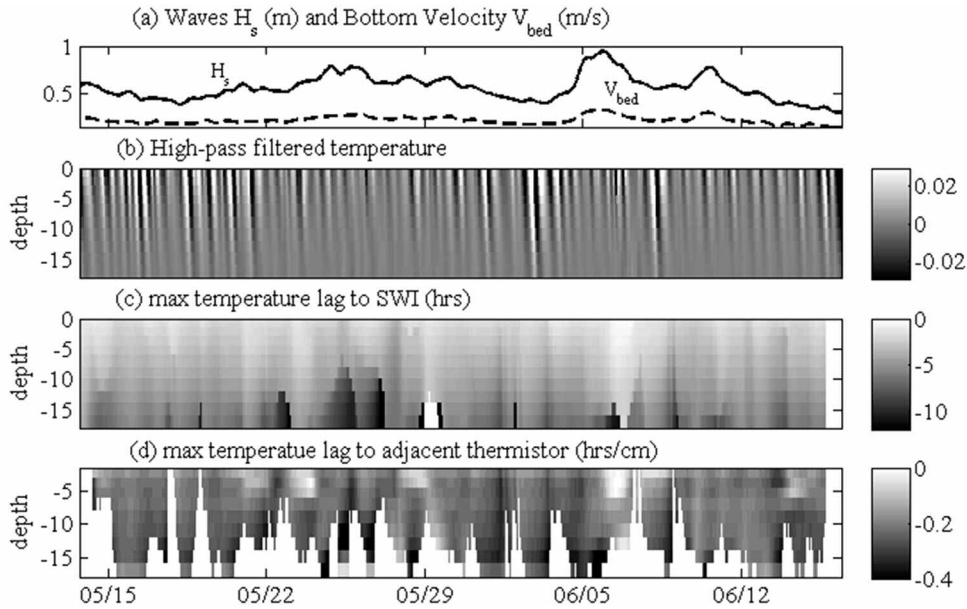 (a) Waves H_s (m) and Bottom Velocity V_bed (m/s)
1
H_s
0.5
V_bed
(b) High-pass filtered temperature
0
-5
-10
-15
depth
0.02
0
-0.02
(c) max temperature lag to SWI (hrs)
0
-5
-10
-15
depth
0
-5
-10
(d) max temperatue lag to adjacent thermistor (hrs/cm)
-5
-10
-15
depth
0
-0.2
-0.4
05/15 05/22 05/29 06/05 06/12